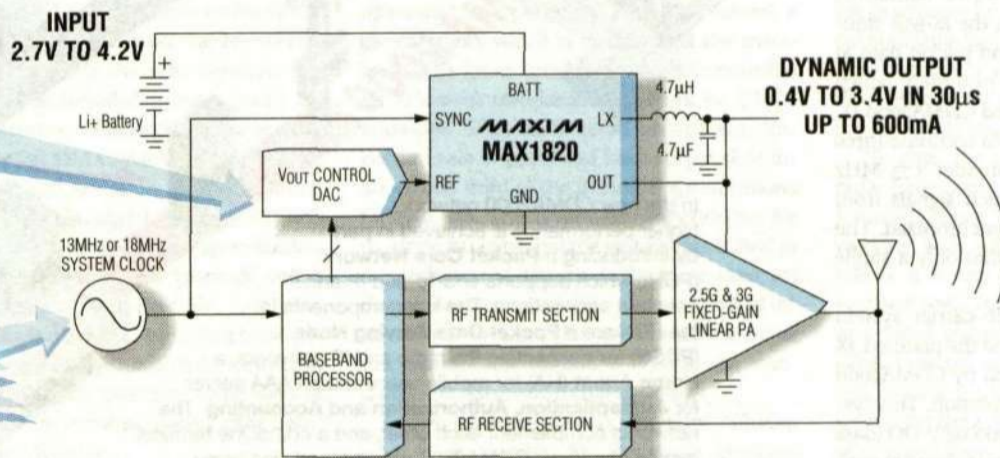 INPUT
2.7V TO 4.2V
+
Li+ Battery
BATT
SYNC
MAXIM
MAX1820
LX
REF
OUT
GND
4.7µH
4.7µF
DYNAMIC OUTPUT
0.4V TO 3.4V IN 30µs
UP TO 600mA
VOUT CONTROL
DAC
13MHz or 18MHz
SYSTEM CLOCK
BASEBAND
PROCESSOR
RF TRANSMIT SECTION
RF RECEIVE SECTION
2.5G & 3G
FIXED-GAIN
LINEAR PA